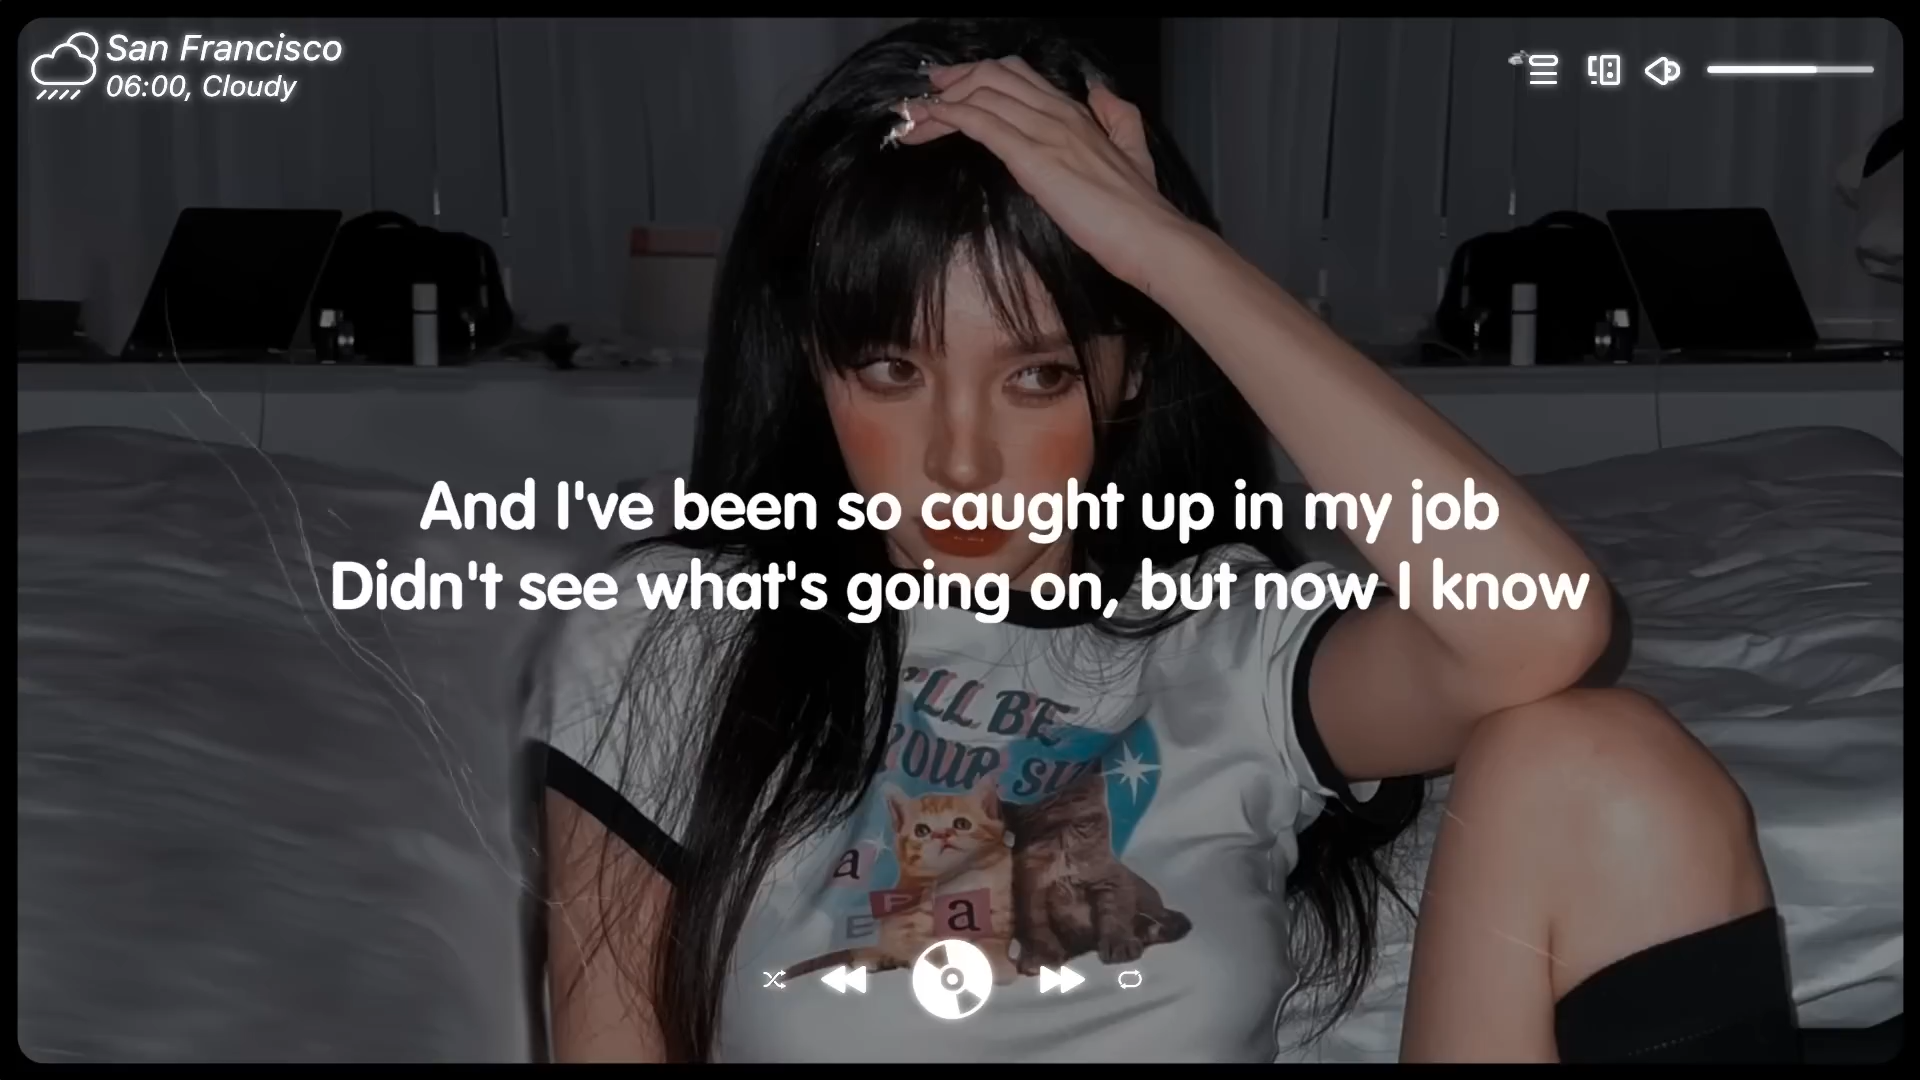 San Francisco
06:00, Cloudy
And I've been so caught up in my job
Didn't see what's going on, but now I know
'LL BE
YOUR
a
a